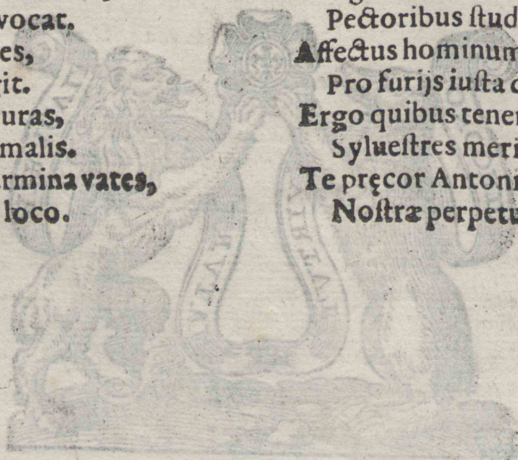 vocat.
es,
rit.
uras,
malis.
rmina vates,
loco.
Pectoribus stud
Affectus hominum
Pro furijs iusta
Ergo quibus tener
Syluestres meri
Te pręcor Antoni
Nostræ perpetu